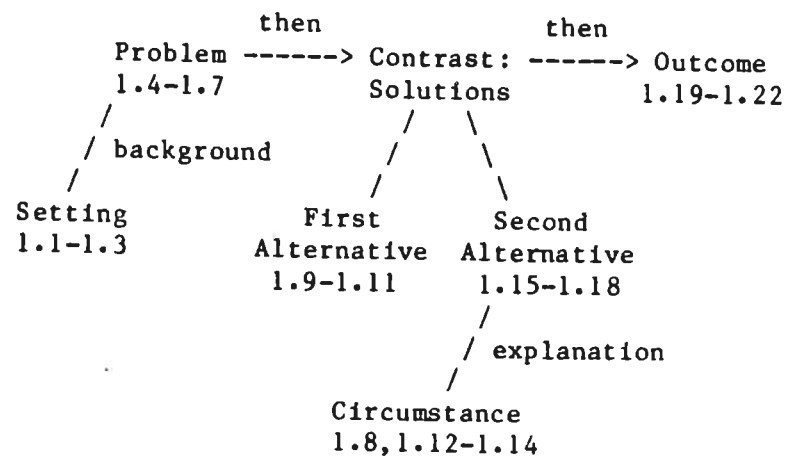 then then
Problem ------> Contrast: ------> Outcome
1.4-1.7 Solutions 1.19-1.22
background
Setting First Second
1.1-1.3 Alternative Alternative
1.9-1.11 1.15-1.18
explanation
Circumstance
1.8,1.12-1.14